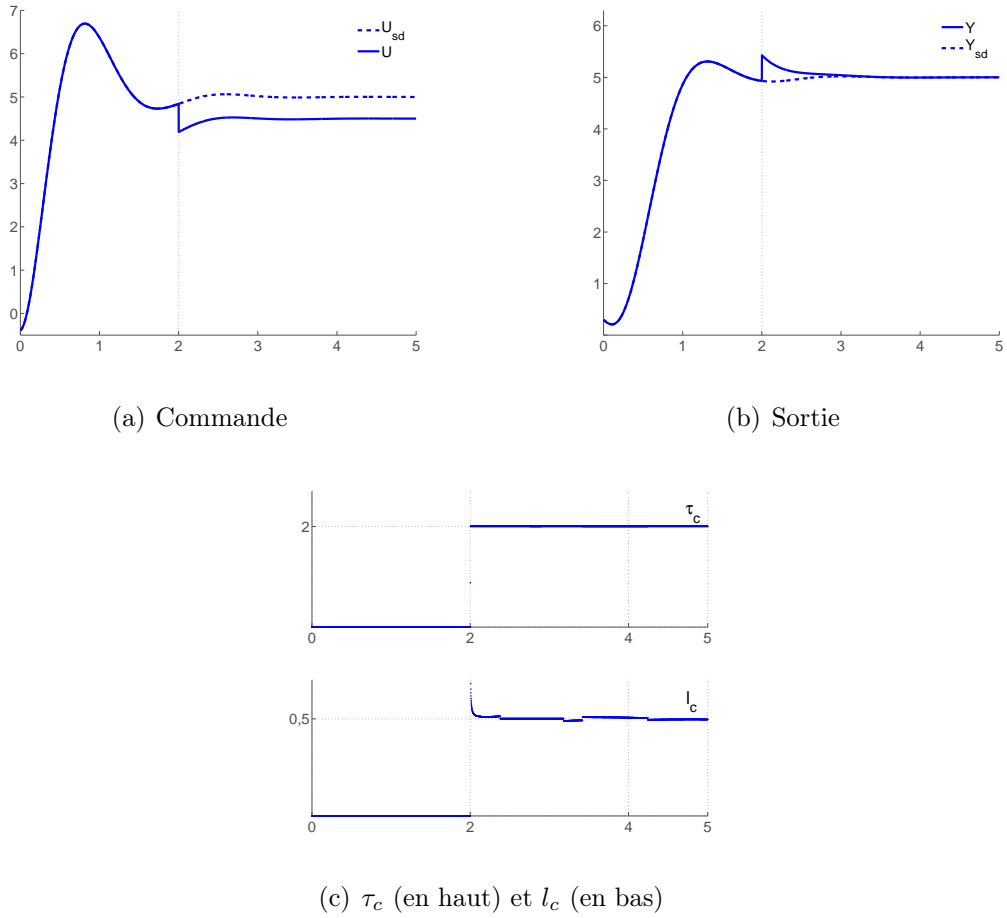 7
6
5
4
3
2
1
0
0 1 2 3 4 5
U_sd
U
6
5
4
3
2
1
0 1 2 3 4 5
Y
Y_sd
(a) Commande
(b) Sortie
2
τ_c
0 2 4 5
0,5
l_c
0 2 4 5
(c) τ_c (en haut) et l_c (en bas)